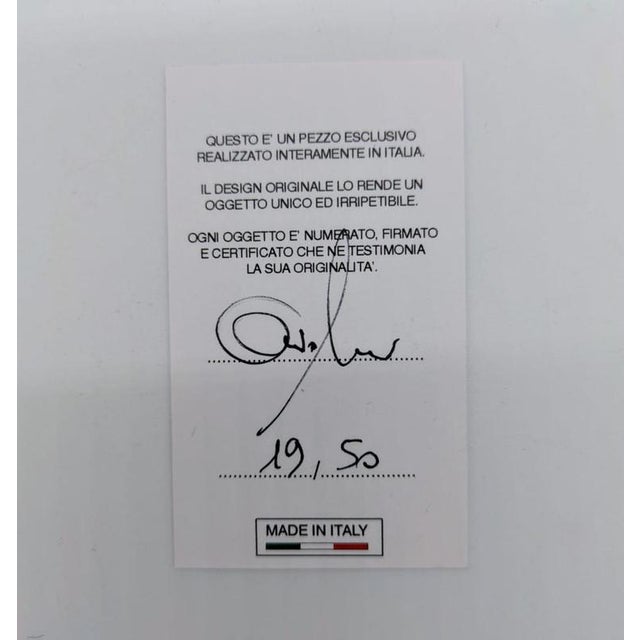 QUESTO E' UN PEZZO ESCLUSIVO
REALIZZATO INTERAMENTE IN ITALIA.
IL DESIGN ORIGINALE LO RENDE UN
OGGETTO UNICO ED IRRIPETIBILE.
OGNI OGGETTO E' NUMERATO, FIRMATO
E CERTIFICATO CHE NE TESTIMONIA
LA SUA ORIGINALITA'.
19, 50
MADE IN ITALY